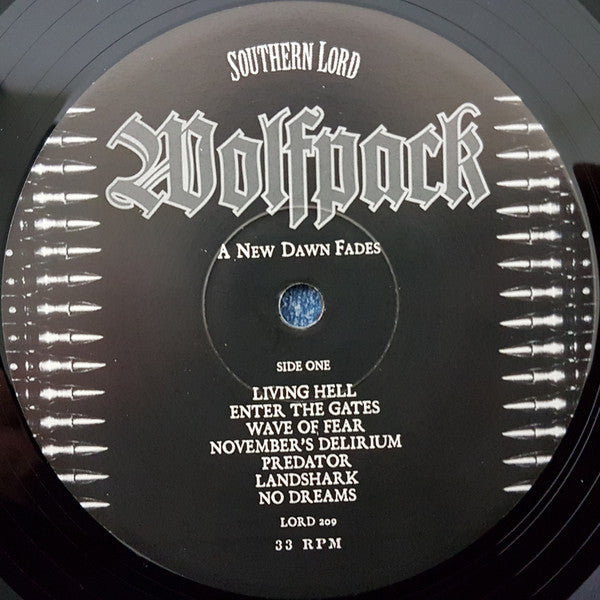 SOUTHERN LORD
Wolfpack
A NEW DAWN FADES
SIDE ONE
LIVING HELL
ENTER THE GATES
WAVE OF FEAR
NOVEMBER'S DELIRIUM
PREDATOR
LANDSHARK
NO DREAMS
LORD 209
33 RPM